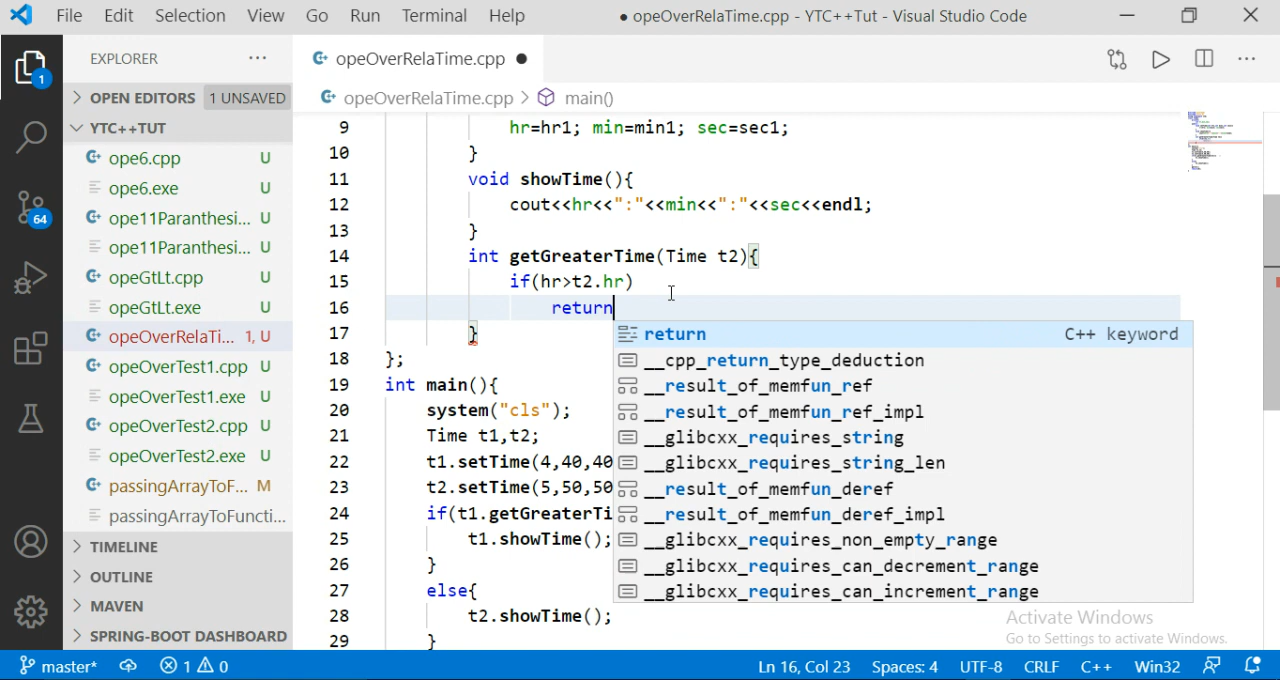 File Edit Selection View Go Run Terminal Help ● opeOverRelaTime.cpp - YTC++Tut - Visual Studio Code
EXPLORER ···
opeOverRelaTime.cpp ●
OPEN EDITORS 1 UNSAVED
opeOverRelaTime.cpp > main()
YTC++TUT
ope6.cpp U
ope6.exe U
ope11Paranthesi... U
ope11Paranthesi... U
opeGtLt.cpp U
opeGtLt.exe U
opeOverRelaTi... 1, U
opeOverTest1.cpp U
opeOverTest1.exe U
opeOverTest2.cpp U
opeOverTest2.exe U
passingArrayToF... M
passingArrayToFuncti...
TIMELINE
OUTLINE
MAVEN
SPRING-BOOT DASHBOARD
1
64
9 hr=hr1; min=min1; sec=sec1;
10 }
11 void showTime(){
12 cout<<hr<<":"<<min<<":"<<sec<<endl;
13 }
14 int getGreaterTime(Time t2){
15 if(hr>t2.hr)
16 return
17 }
18 };
19 int main(){
20 system("cls");
21 Time t1,t2;
22 t1.setTime(4,40,40
23 t2.setTime(5,50,50
24 if(t1.getGreaterTi
25 t1.showTime();
26 }
27 else{
28 t2.showTime();
29 }
return C++ keyword
__cpp_return_type_deduction
__result_of_memfun_ref
__result_of_memfun_ref_impl
__glibcxx_requires_string
__glibcxx_requires_string_len
__result_of_memfun_deref
__result_of_memfun_deref_impl
__glibcxx_requires_non_empty_range
__glibcxx_requires_can_decrement_range
__glibcxx_requires_can_increment_range
Activate Windows
Go to Settings to activate Windows.
master* 1 0 Ln 16, Col 23 Spaces: 4 UTF-8 CRLF C++ Win32